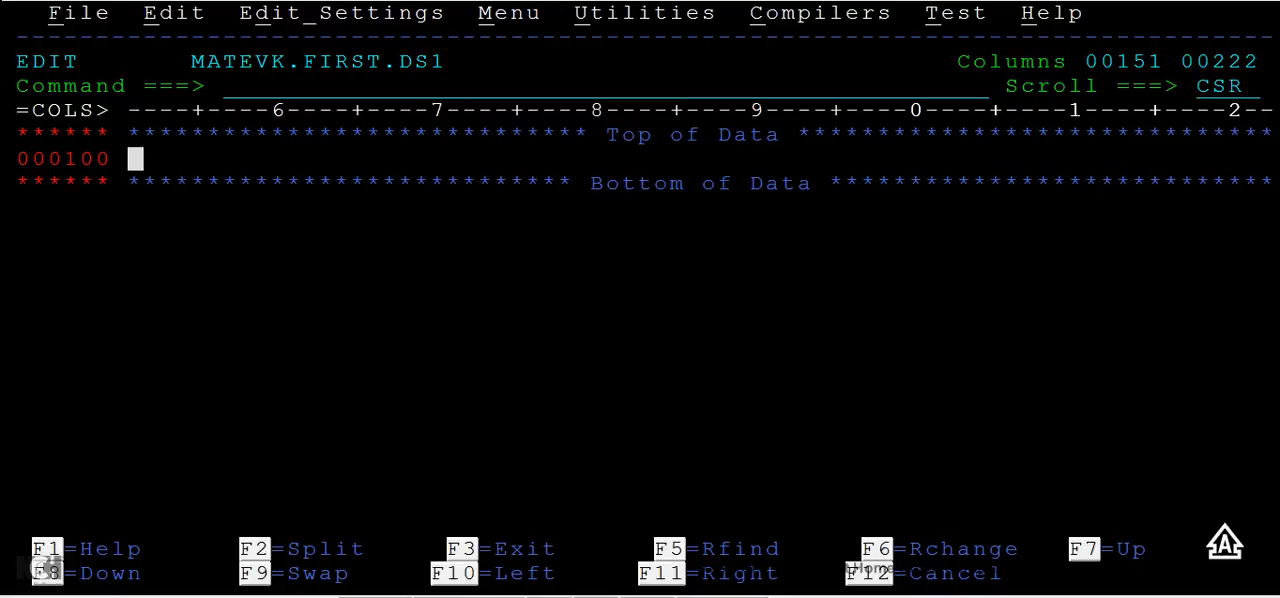 File Edit Edit_Settings Menu Utilities Compilers Test Help
--------------------------------------------------------------------------------
EDIT MATEVK.FIRST.DS1 Columns 00151 00222
Command ===> Scroll ===> CSR
=COLS> ----+----6----+----7----+----8----+----9----+----0----+----1----+----2--
****** ***************************** Top of Data ******************************
000100
****** **************************** Bottom of Data ****************************
F1=Help F2=Split F3=Exit F5=Rfind F6=Rchange F7=Up
F8=Down F9=Swap F10=Left F11=Right F12=Cancel
Home
A